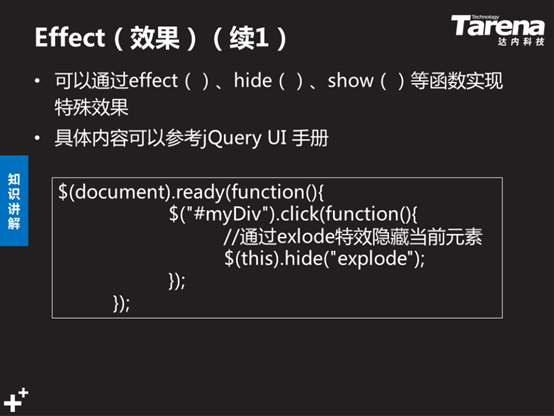 Effect（效果）（续1）
Technology
Tarena
达内科技
• 可以通过effect（ ）、hide（ ）、show（ ）等函数实现
特殊效果
• 具体内容可以参考jQuery UI 手册
知识讲解
$(document).ready(function(){
$("#myDiv").click(function(){
//通过exlode特效隐藏当前元素
$(this).hide("explode");
});
});